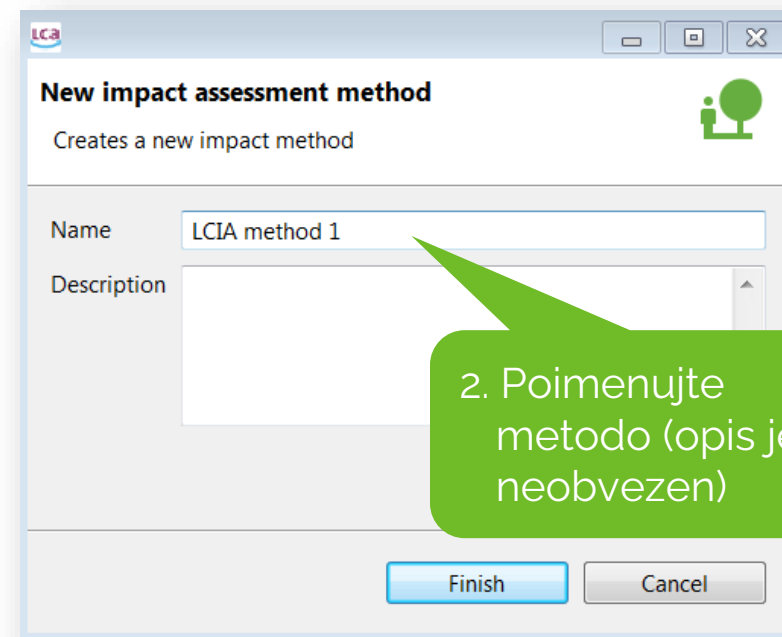 LCa
New impact assessment method
Creates a new impact method
Name LCIA method 1
Description
2. Poimenujte
metodo (opis je
neobvezen)
Finish Cancel